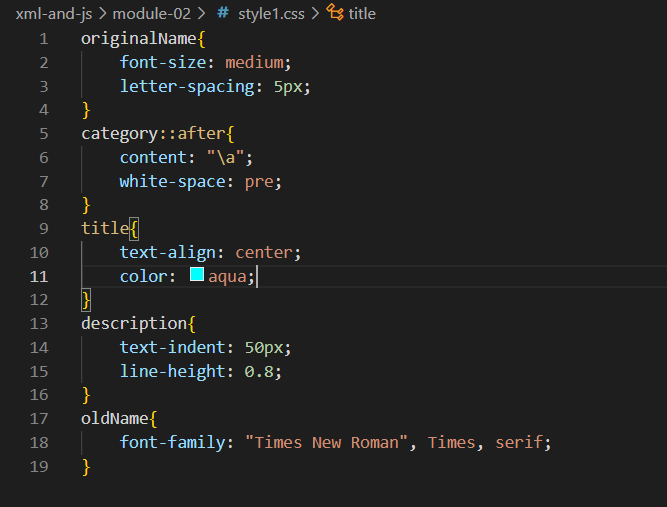 xml-and-js > module-02 > # style1.css > title
1 originalName{
2 font-size: medium;
3 letter-spacing: 5px;
4 }
5 category::after{
6 content: "\a";
7 white-space: pre;
8 }
9 title{
10 text-align: center;
11 color: aqua;
12 }
13 description{
14 text-indent: 50px;
15 line-height: 0.8;
16 }
17 oldName{
18 font-family: "Times New Roman", Times, serif;
19 }